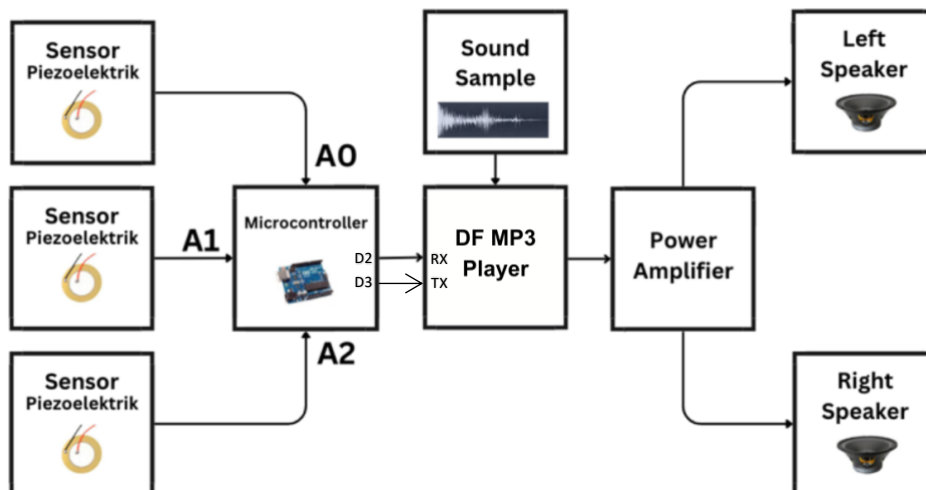 Sensor
Piezoelektrik
A0
Sound
Sample
Left
Speaker
Sensor
Piezoelektrik
A1
Microcontroller
D2
D3
RX
TX
DF MP3
Player
Power
Amplifier
Sensor
Piezoelektrik
A2
Right
Speaker